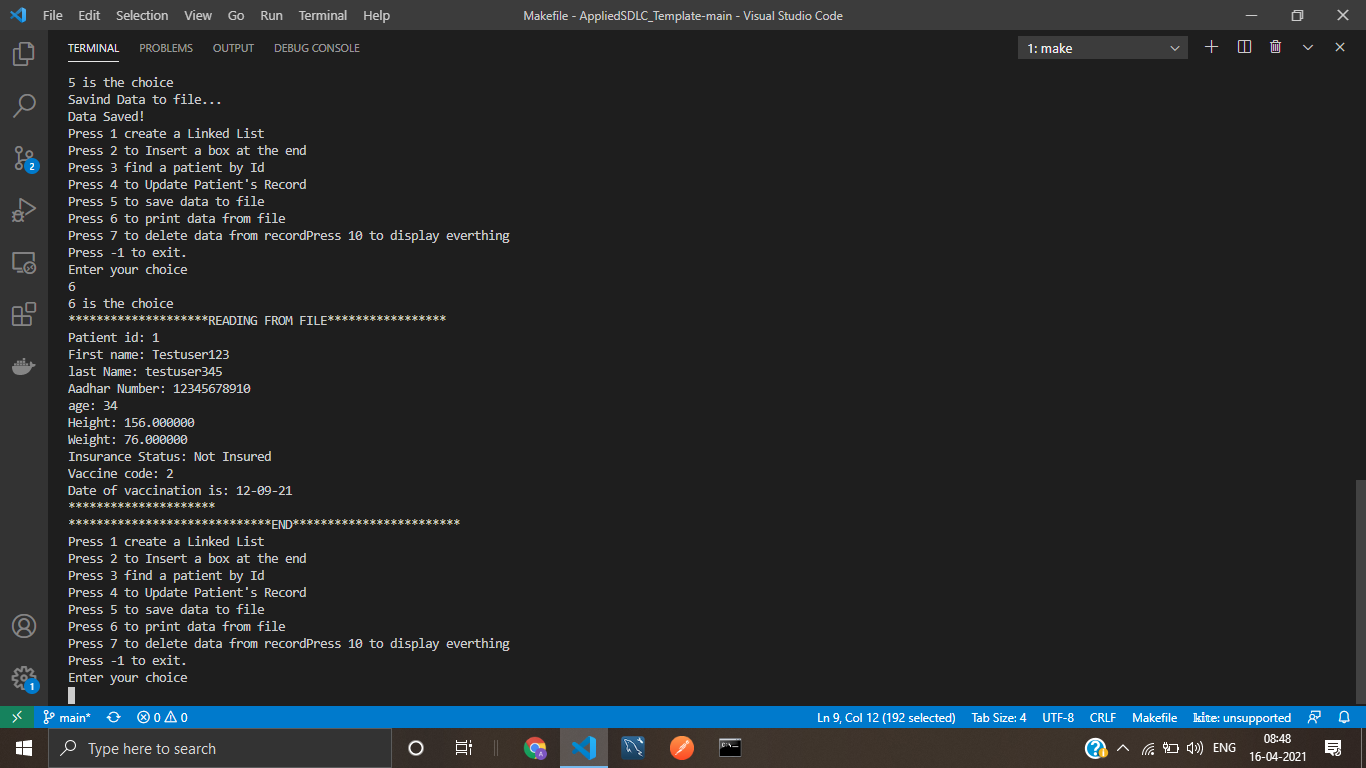 File Edit Selection View Go Run Terminal Help Makefile - AppliedSDLC_Template-main - Visual Studio Code
TERMINAL PROBLEMS OUTPUT DEBUG CONSOLE 1: make
5 is the choice
Savind Data to file...
Data Saved!
Press 1 create a Linked List
Press 2 to Insert a box at the end
Press 3 find a patient by Id
Press 4 to Update Patient's Record
Press 5 to save data to file
Press 6 to print data from file
Press 7 to delete data from recordPress 10 to display everthing
Press -1 to exit.
Enter your choice
6
6 is the choice
********************READING FROM FILE*****************
Patient id: 1
First name: Testuser123
last Name: testuser345
Aadhar Number: 12345678910
age: 34
Height: 156.000000
Weight: 76.000000
Insurance Status: Not Insured
Vaccine code: 2
Date of vaccination is: 12-09-21
*********************
*****************************END************************
Press 1 create a Linked List
Press 2 to Insert a box at the end
Press 3 find a patient by Id
Press 4 to Update Patient's Record
Press 5 to save data to file
Press 6 to print data from file
Press 7 to delete data from recordPress 10 to display everthing
Press -1 to exit.
Enter your choice
2
1
main* 0 0 Ln 9, Col 12 (192 selected) Tab Size: 4 UTF-8 CRLF Makefile kite: unsupported
Type here to search ENG 08:48
16-04-2021